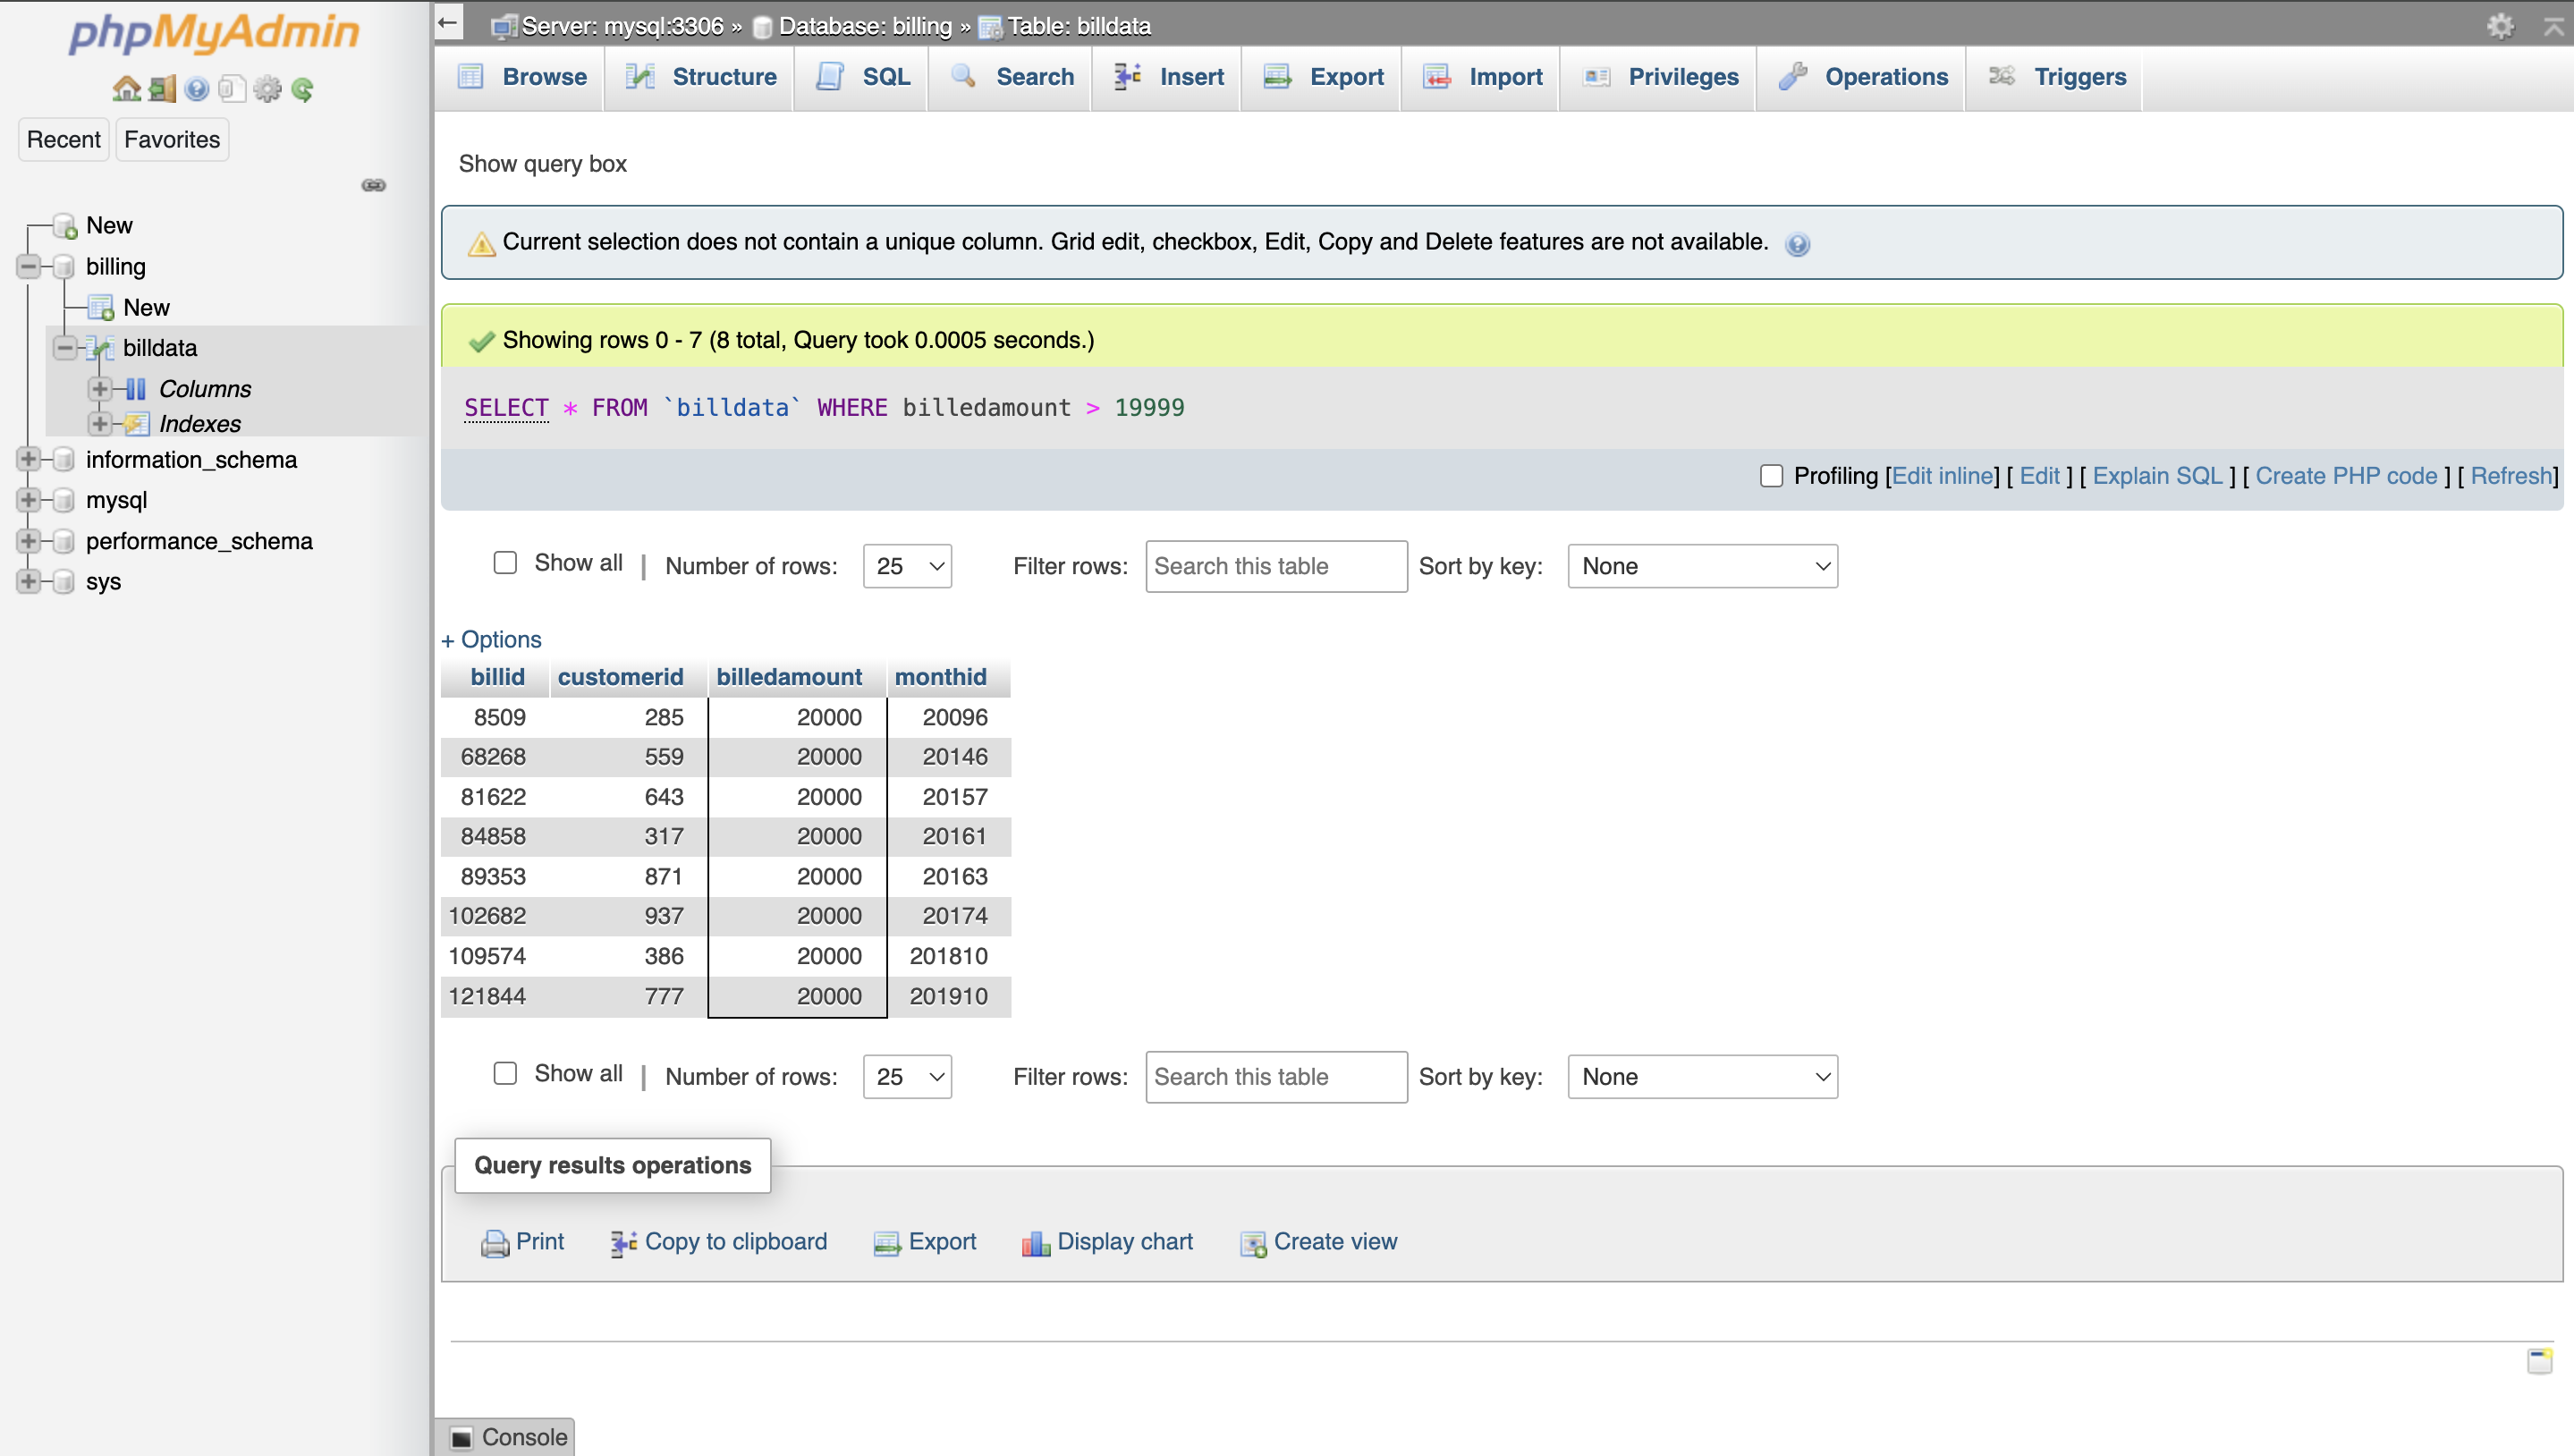 phpMyAdmin
Recent Favorites
New
billing
New
billdata
Columns
Indexes
information_schema
mysql
performance_schema
sys
Server: mysql:3306 » Database: billing » Table: billdata
Browse Structure SQL Search Insert Export Import Privileges Operations Triggers
Show query box
Current selection does not contain a unique column. Grid edit, checkbox, Edit, Copy and Delete features are not available.
Showing rows 0 - 7 (8 total, Query took 0.0005 seconds.)
SELECT * FROM `billdata` WHERE billedamount > 19999
Profiling [Edit inline] [ Edit ] [ Explain SQL ] [ Create PHP code ] [ Refresh]
Show all | Number of rows: 25 Filter rows: Search this table Sort by key: None
+ Options
billid customerid billedamount monthid
8509 285 20000 20096
68268 559 20000 20146
81622 643 20000 20157
84858 317 20000 20161
89353 871 20000 20163
102682 937 20000 20174
109574 386 20000 201810
121844 777 20000 201910
Show all | Number of rows: 25 Filter rows: Search this table Sort by key: None
Query results operations
Print Copy to clipboard Export Display chart Create view
Console